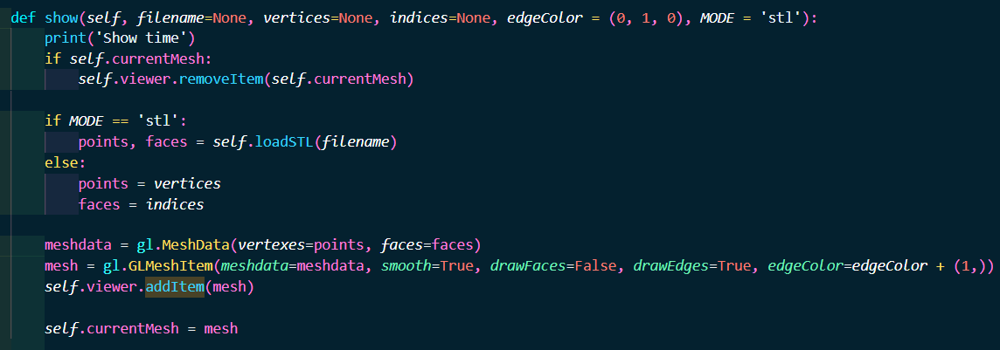 def show(self, filename=None, vertices=None, indices=None, edgeColor = (0, 1, 0), MODE = 'stl'):
    print('Show time')
    if self.currentMesh:
        self.viewer.removeItem(self.currentMesh)
    if MODE == 'stl':
        points, faces = self.loadSTL(filename)
    else:
        points = vertices
        faces = indices
    meshdata = gl.MeshData(vertexes=points, faces=faces)
    mesh = gl.GLMeshItem(meshdata=meshdata, smooth=True, drawFaces=False, drawEdges=True, edgeColor=edgeColor + (1,))
    self.viewer.addItem(mesh)
    self.currentMesh = mesh